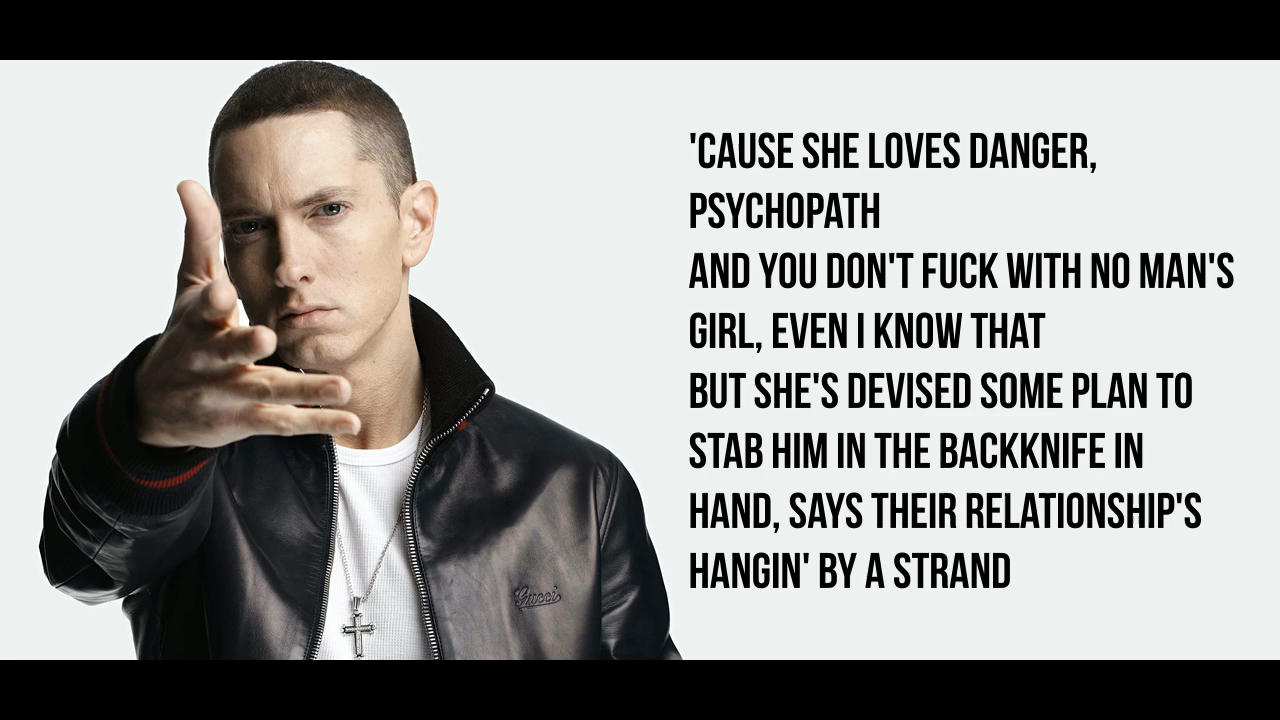 'CAUSE SHE LOVES DANGER,
PSYCHOPATH
AND YOU DON'T FUCK WITH NO MAN'S
GIRL, EVEN I KNOW THAT
BUT SHE'S DEVISED SOME PLAN TO
STAB HIM IN THE BACKKNIFE IN
HAND, SAYS THEIR RELATIONSHIP'S
HANGIN' BY A STRAND
Gucci